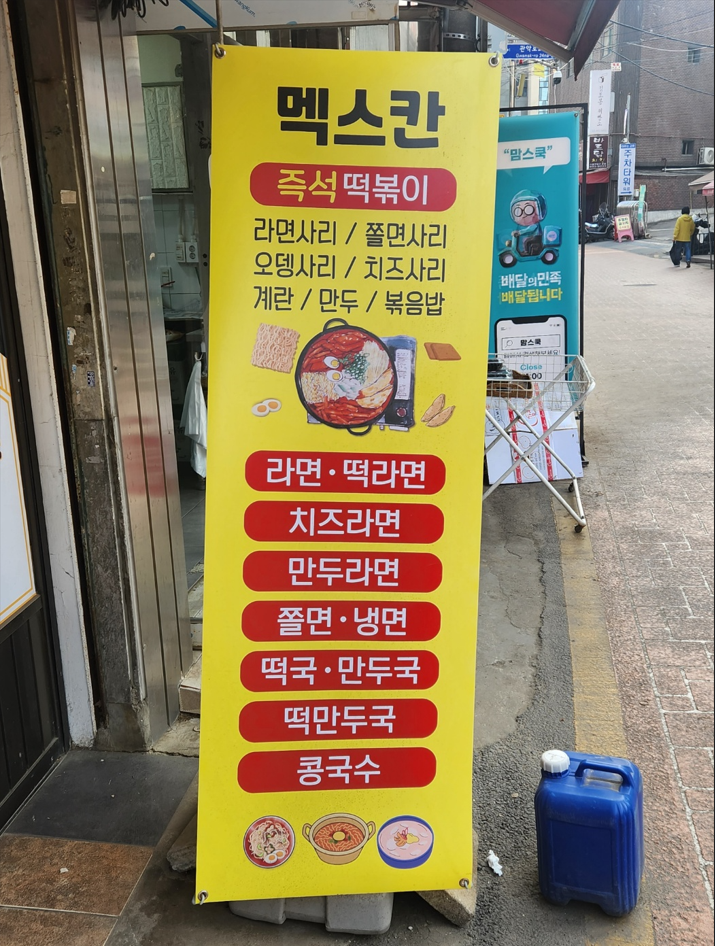 멕스칸
즉석 떡볶이
라면사리 / 쫄면사리
오뎅사리 / 치즈사리
계란 / 만두 / 볶음밥
라면·떡라면
치즈라면
만두라면
쫄면·냉면
떡국·만두국
떡만두국
콩국수
"맘스쿡"
배달의민족
배달됩니다
맘스쿡
주차타워